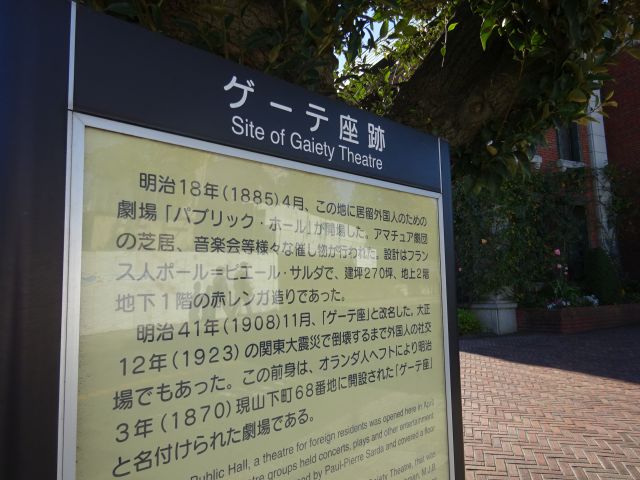 ゲーテ座跡
Site of Gaiety Theatre
明治18年(1885)4月、この地に居留外国人のための
劇場「パブリック・ホール」が開場した。アマチュア劇団
の芝居、音楽会等様々な催し物が行われた。設計はフラン
ス人ポール=ピエール・サルダで、建坪270坪、地上2階
地下1階の赤レンガ造りであった。
明治41年(1908)11月、「ゲーテ座」と改名した。大正
12年(1923)の関東大震災で倒壊するまで外国人の社交
場でもあった。この前身は、オランダ人ヘフトにより明治
3年(1870)現山下町68番地に開設された「ゲーテ座」
と名付けられた劇場である。
Public Hall, a theatre for foreign residents was opened here in April
theatre groups held concerts, plays and other entertainment
by Paul-Pierre Sarda and covered a floor
Gaiety Theatre, that was
M.J.B.